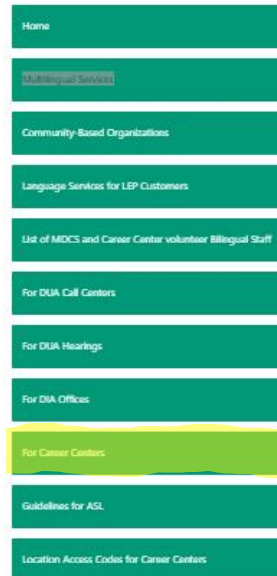 Home
Multilingual Services
Community-Based Organizations
Language Services for LEP Customers
List of MDCS and Career Center volunteer Bilingual Staff
For DUA Call Centers
For DUA Hearings
For DIA Offices
For Career Centers
Guidelines for ASL
Location Access Codes for Career Centers